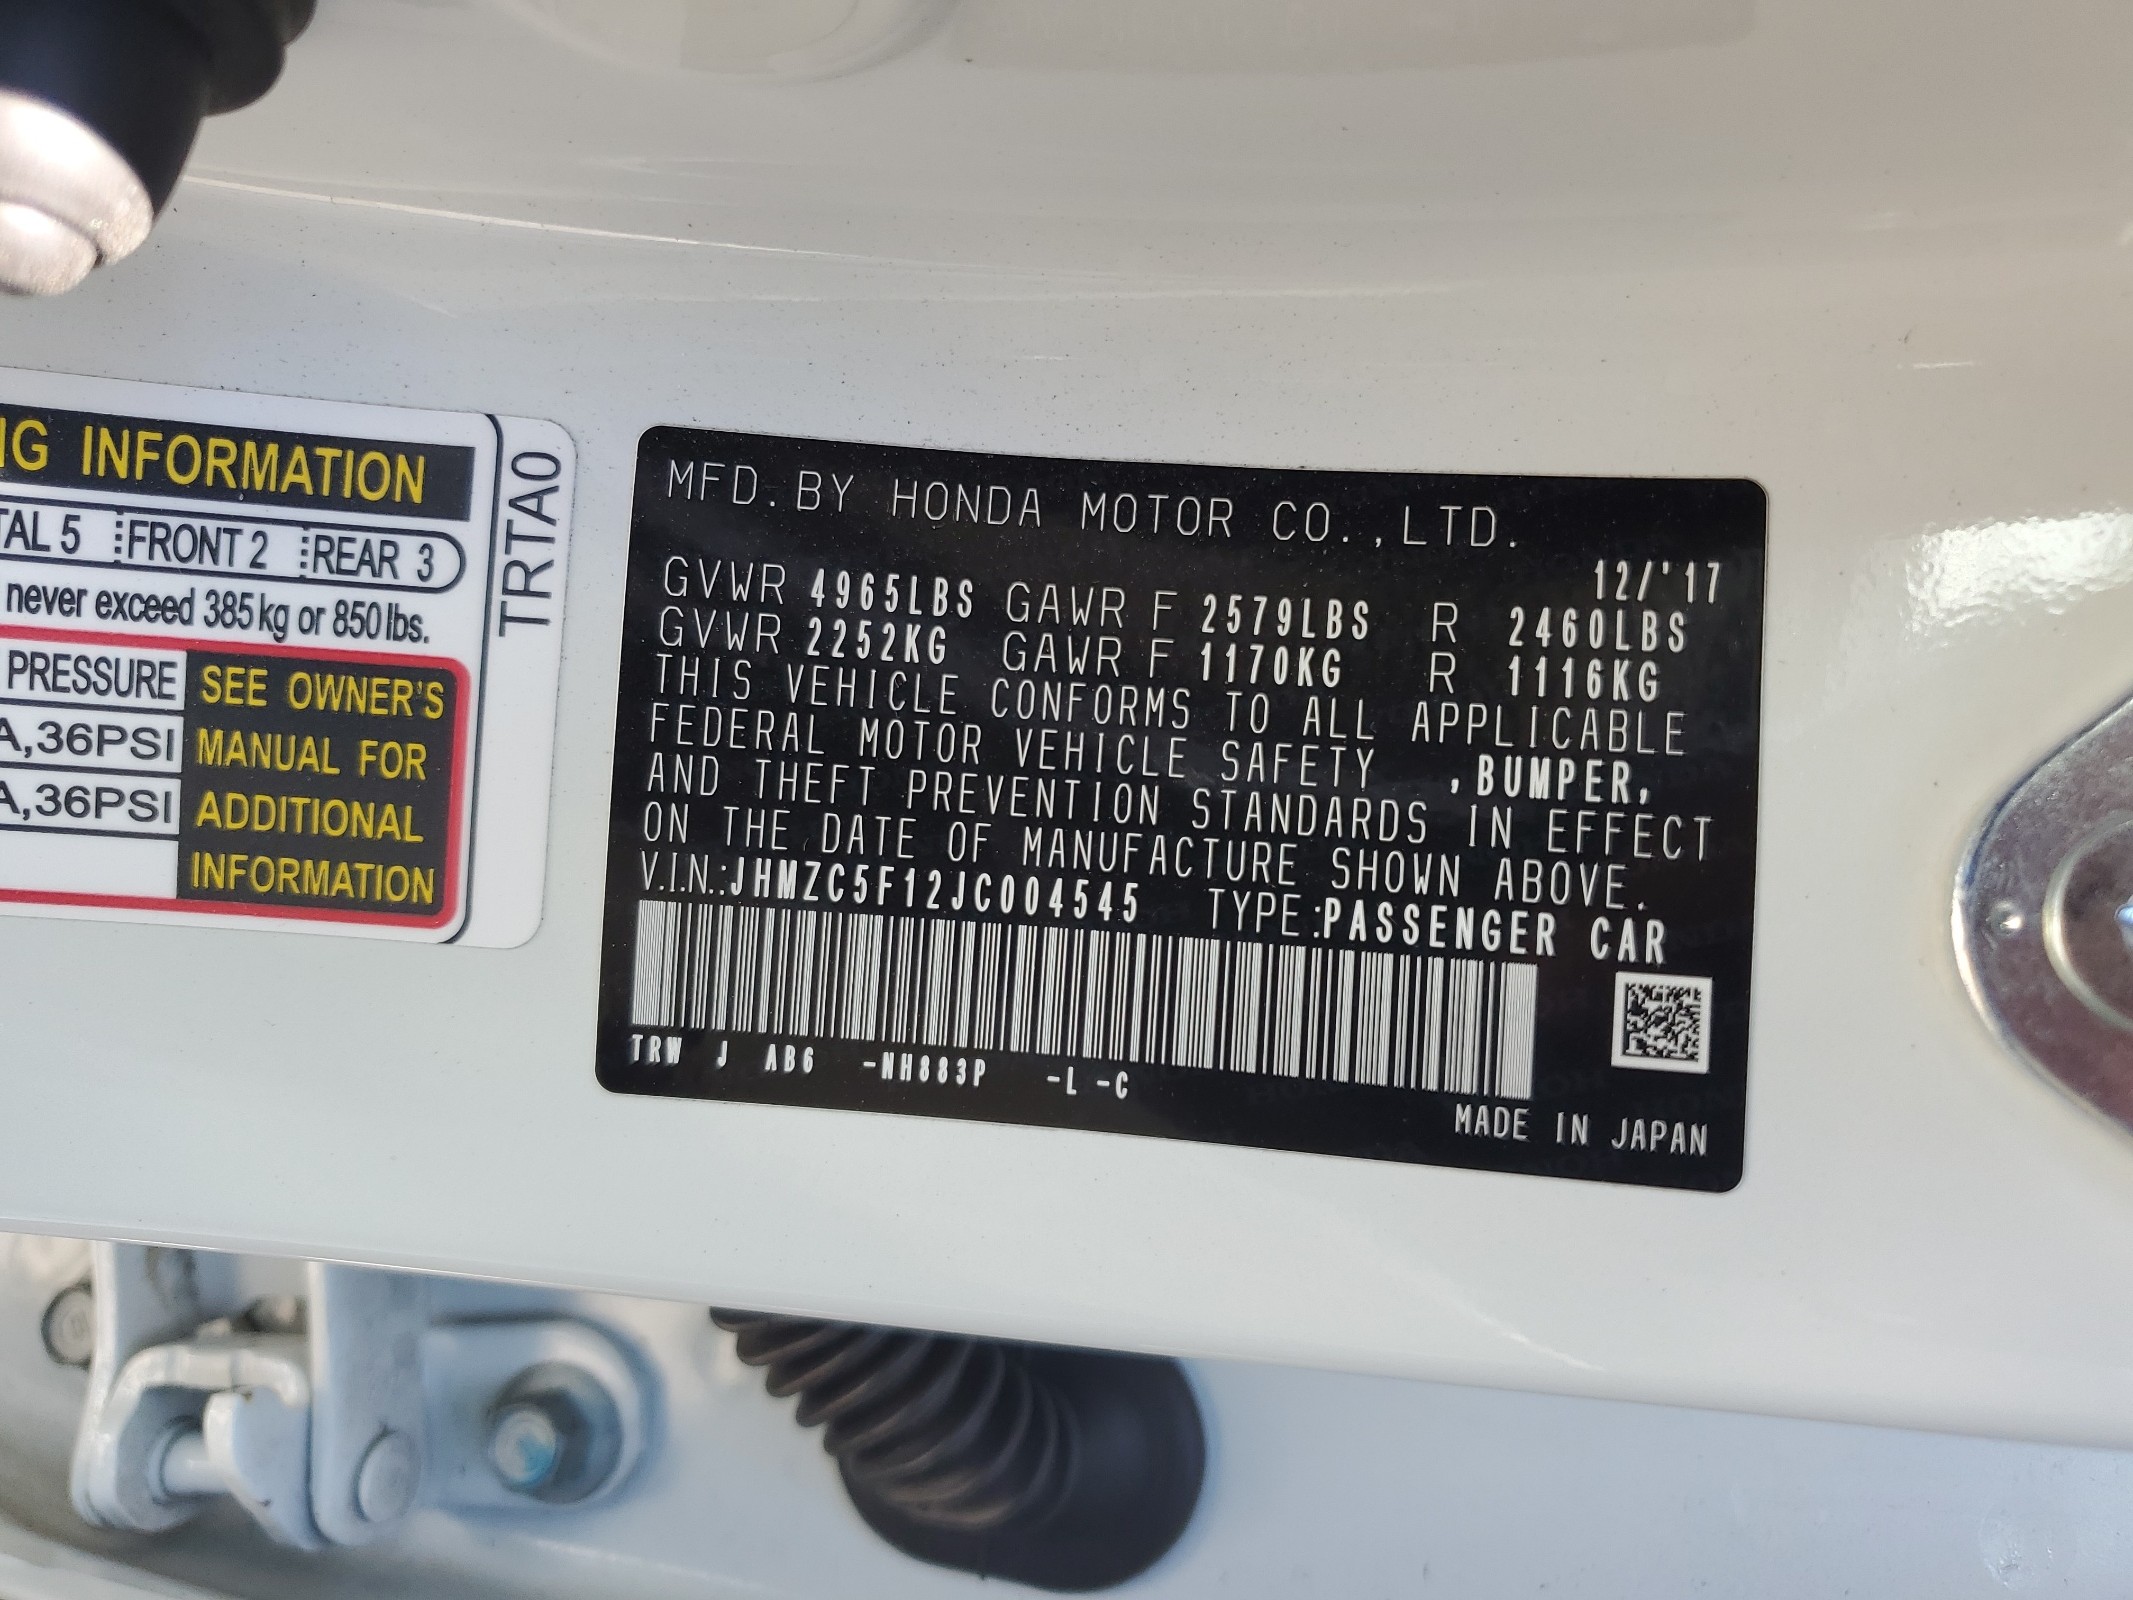 NG INFORMATION
TAL 5 FRONT 2 REAR 3
never exceed 385 kg or 850 lbs.
PRESSURE
A,36PSI
A,36PSI
SEE OWNER'S
MANUAL FOR
ADDITIONAL
INFORMATION
TRTA0
MFD. BY HONDA MOTOR CO., LTD.
12/'17
GVWR 4965LBS GAWR F 2579LBS R 2460LBS
GVWR 2252KG GAWR F 1170KG R 1116KG
THIS VEHICLE CONFORMS TO ALL APPLICABLE
FEDERAL MOTOR VEHICLE SAFETY ,BUMPER,
AND THEFT PREVENTION STANDARDS IN EFFECT
ON THE DATE OF MANUFACTURE SHOWN ABOVE.
V.I.N.:JHMZC5F12JC004545 TYPE:PASSENGER CAR
TRW J AB6 -NH883P -L -C
MADE IN JAPAN